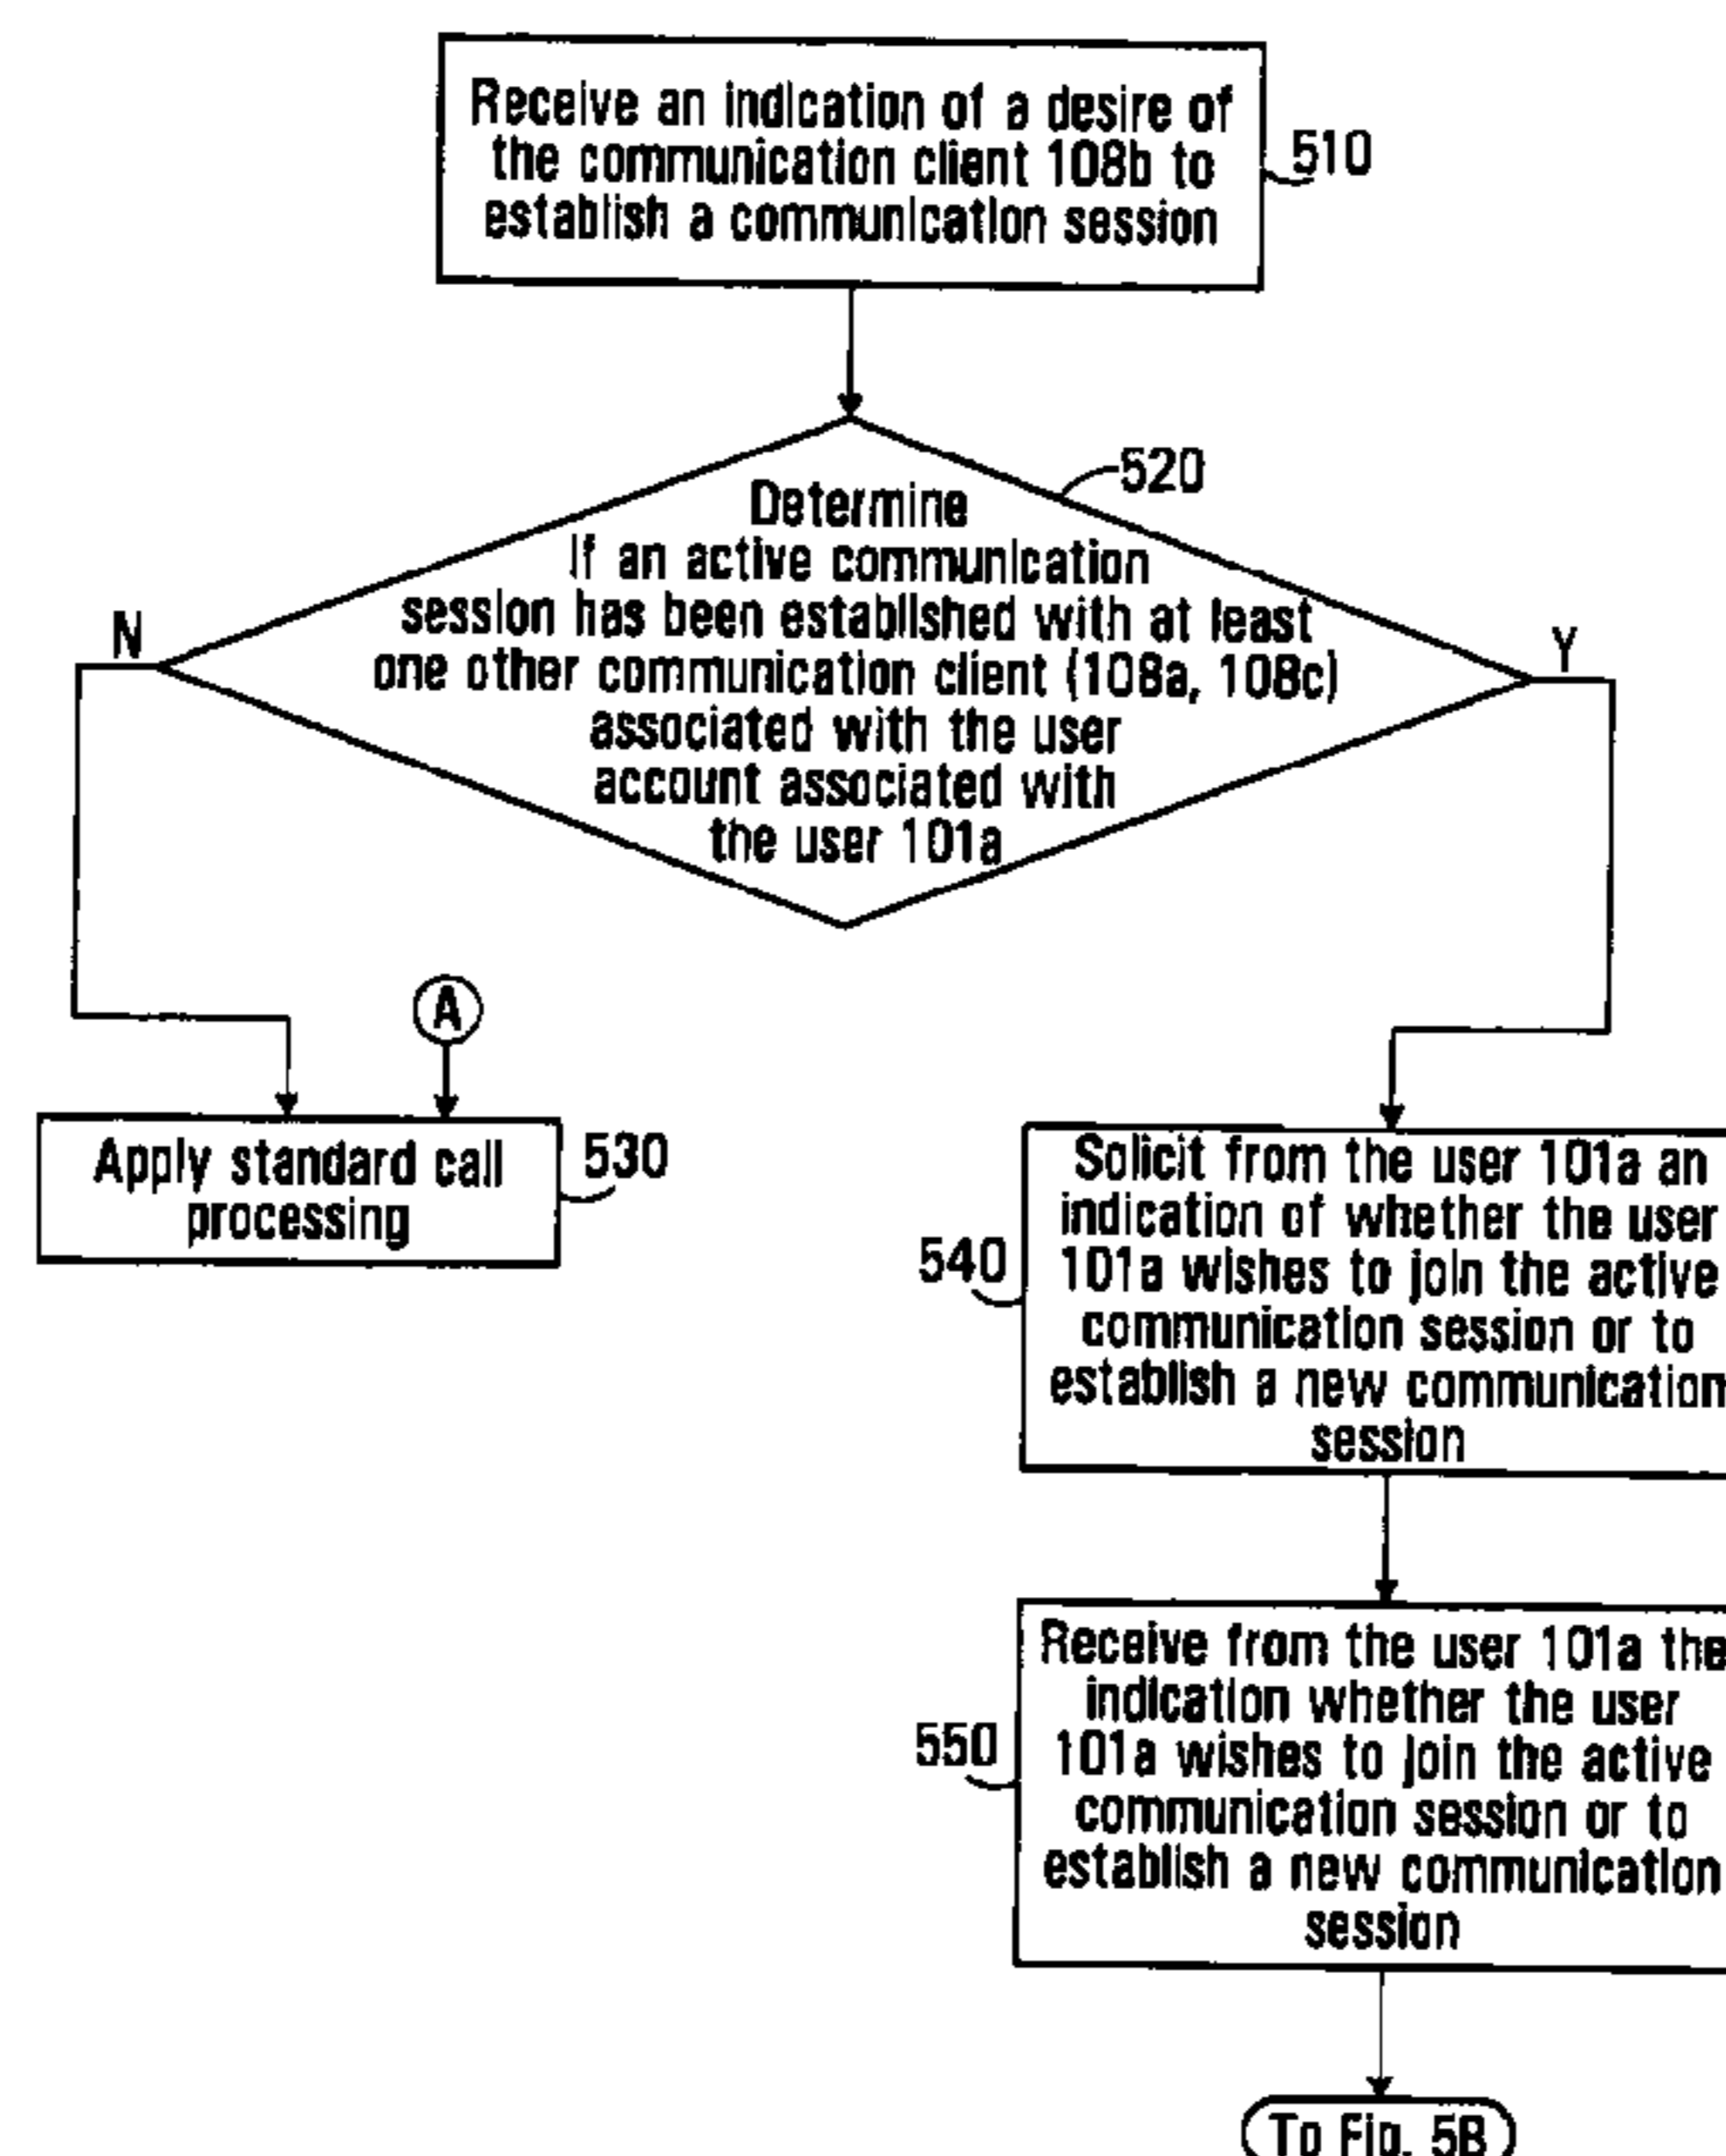 Receive an indication of a desire of
the communication client 108b to
establish a communication session
510
520
Determine
if an active communication
session has been established with at least
one other communication client (108a, 108c)
associated with the user
account associated with
the user 101a
N
Y
A
Apply standard call
processing
530
540
Solicit from the user 101a an
indication of whether the user
101a wishes to join the active
communication session or to
establish a new communication
session
550
Receive from the user 101a the
indication whether the user
101a wishes to join the active
communication session or to
establish a new communication
session
To Fig. 5B